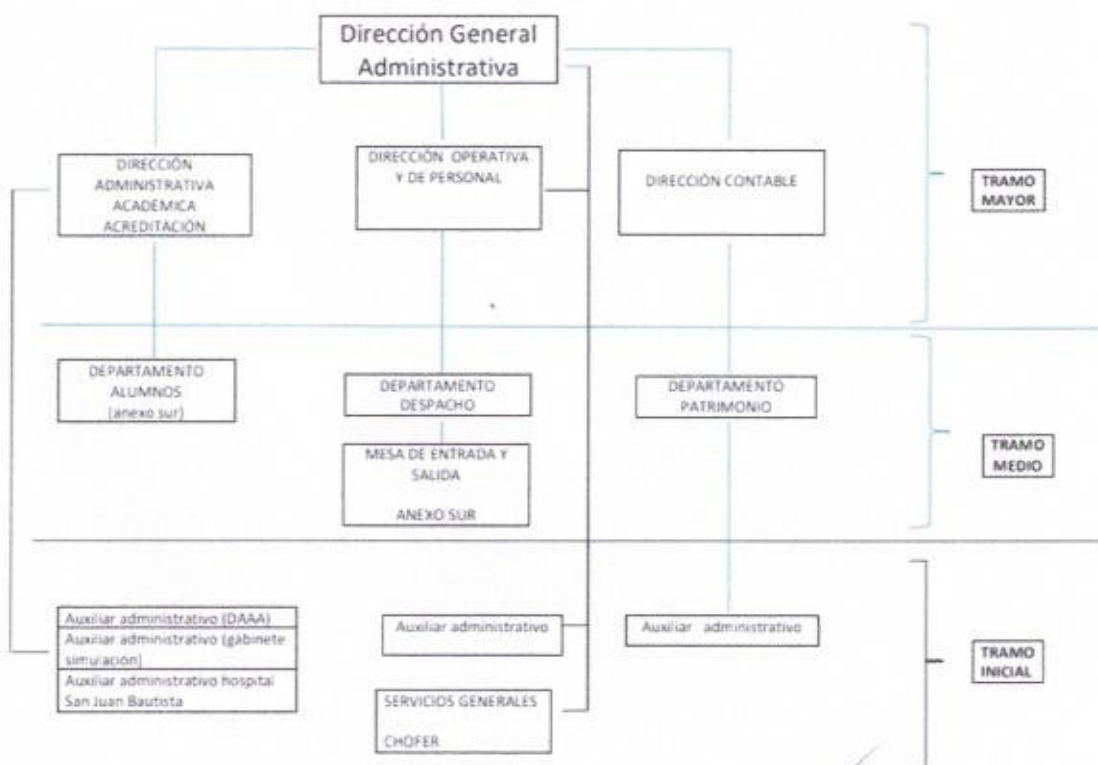 Dirección General
Administrativa
DIRECCIÓN
ADMINISTRATIVA
ACADEMICA
ACREDITACIÓN
DIRECCIÓN OPERATIVA
Y DE PERSONAL
DIRECCIÓN CONTABLE
TRAMO
MAYOR
DEPARTAMENTO
ALUMNOS
(anexo sur)
DEPARTAMENTO
DESPACHO
DEPARTAMENTO
PATRIMONIO
MESA DE ENTRADA Y
SALIDA
ANEXO SUR
TRAMO
MEDIO
Auxiliar administrativo (DAAA)
Auxiliar administrativo (gabinete
simulación)
Auxiliar administrativo hospital
San Juan Bautista
Auxiliar administrativo
Auxiliar administrativo
SERVICIOS GENERALES
CHOFER
TRAMO
INICIAL